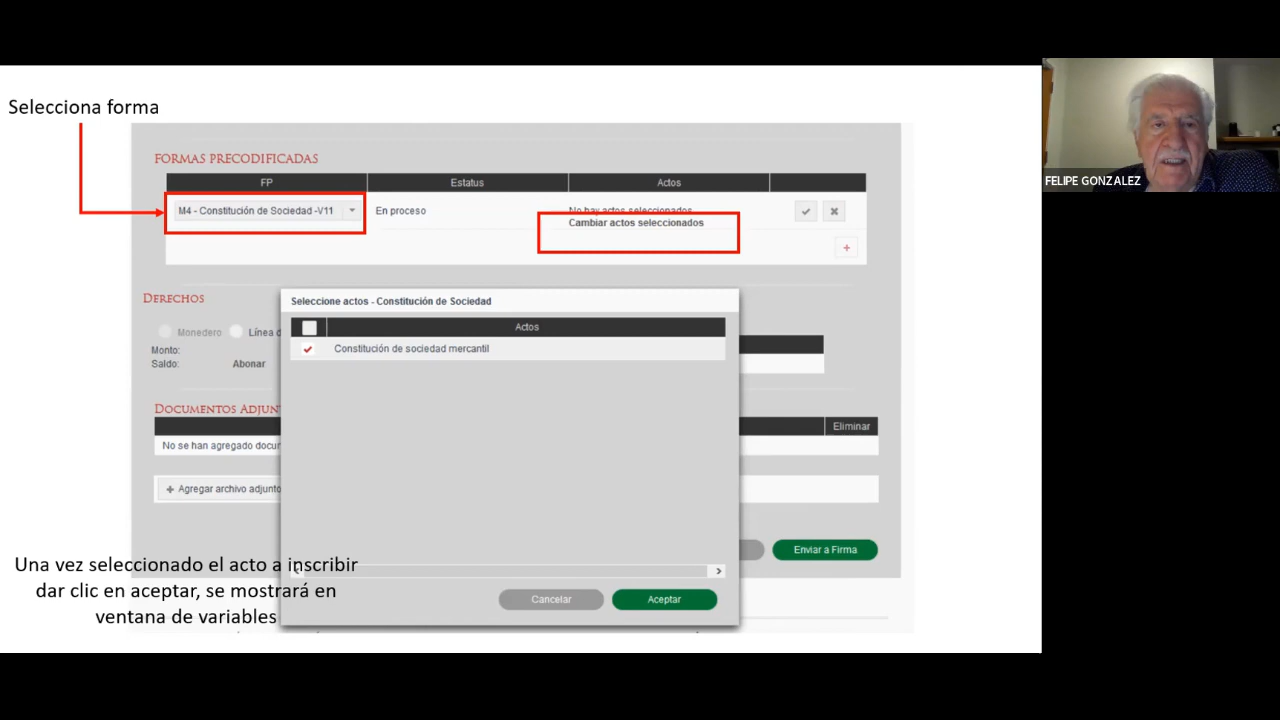 Selecciona forma
FORMAS PRECODIFICADAS
FP Estatus Actos
M4 - Constitución de Sociedad -V11 En proceso No hay actos seleccionados
Cambiar actos seleccionados
+
DERECHOS
Monedero Línea d
Monto:
Saldo: Abonar
Seleccione actos - Constitución de Sociedad
Actos
Constitución de sociedad mercantil
DOCUMENTOS ADJUN
Eliminar
No se han agregado docu
+ Agregar archivo adjunto
Enviar a Firma
Cancelar Aceptar
Una vez seleccionado el acto a inscribir
dar clic en aceptar, se mostrará en
ventana de variables
FELIPE GONZALEZ